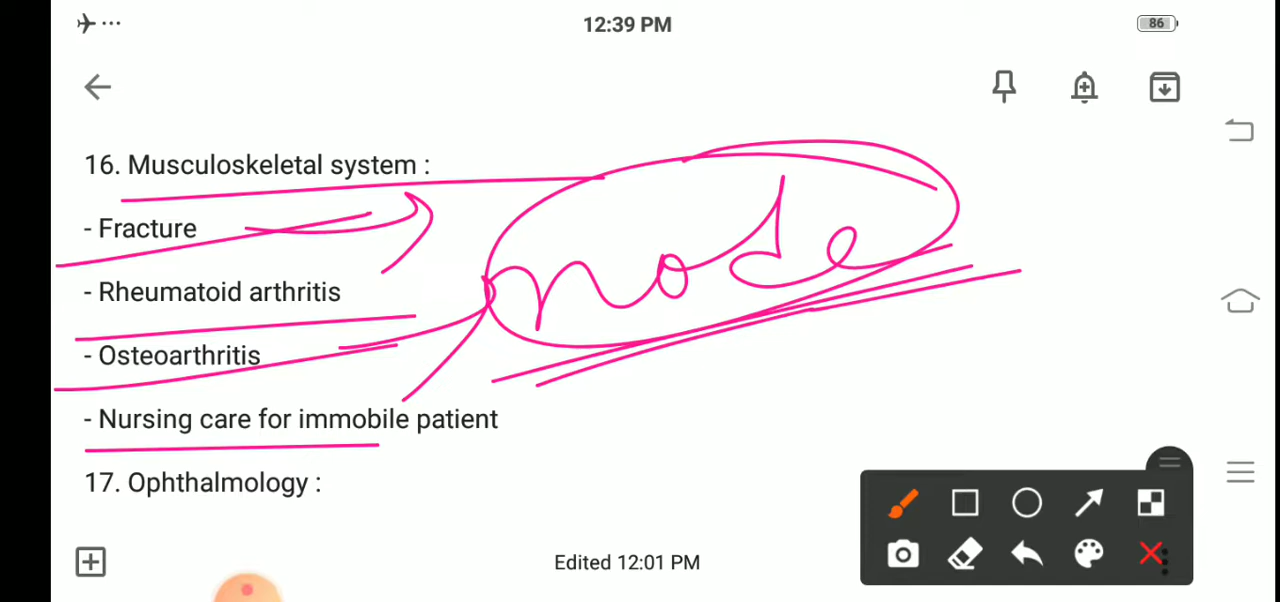 12:39 PM
86
16. Musculoskeletal system :
- Fracture
- Rheumatoid arthritis
- Osteoarthritis
- Nursing care for immobile patient
17. Ophthalmology :
node
Edited 12:01 PM